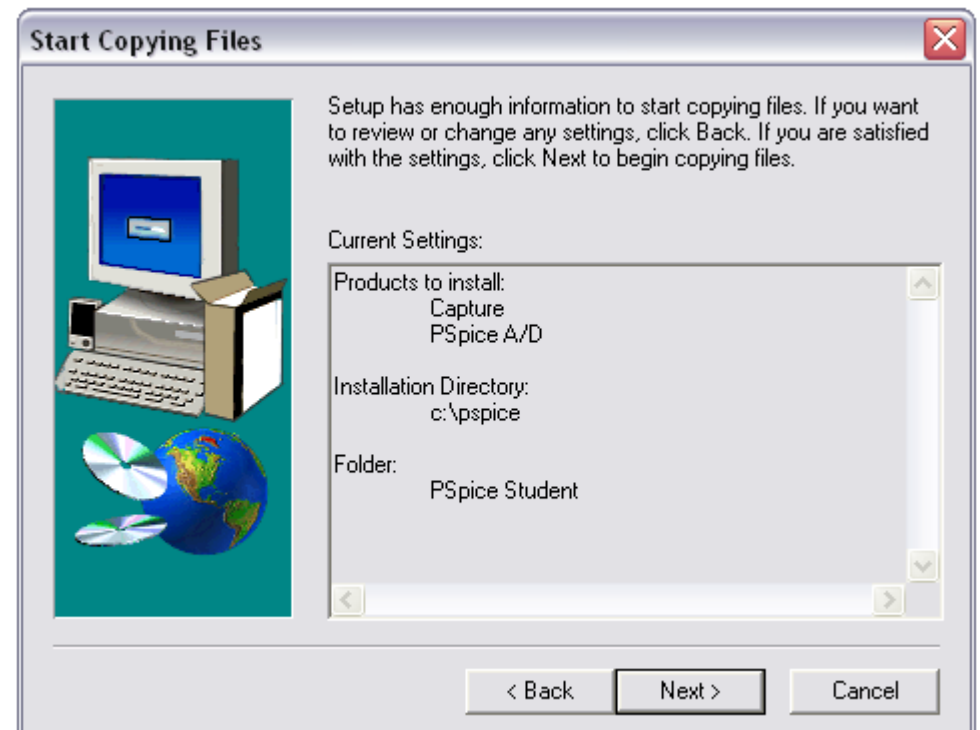 Start Copying Files
Setup has enough information to start copying files. If you want
to review or change any settings, click Back. If you are satisfied
with the settings, click Next to begin copying files.
Current Settings:
Products to install:
Capture
PSpice A/D
Installation Directory:
c:\pspice
Folder:
PSpice Student
< Back
Next >
Cancel